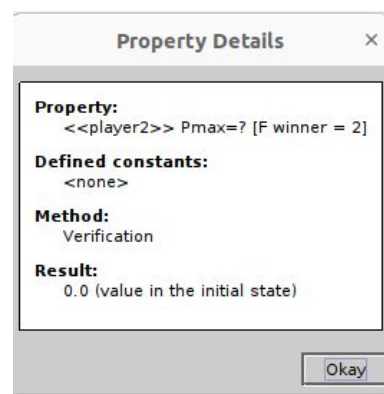 Property Details ×
Property:
<<player2>> Pmax=? [F winner = 2]
Defined constants:
<none>
Method:
Verification
Result:
0.0 (value in the initial state)
Okay